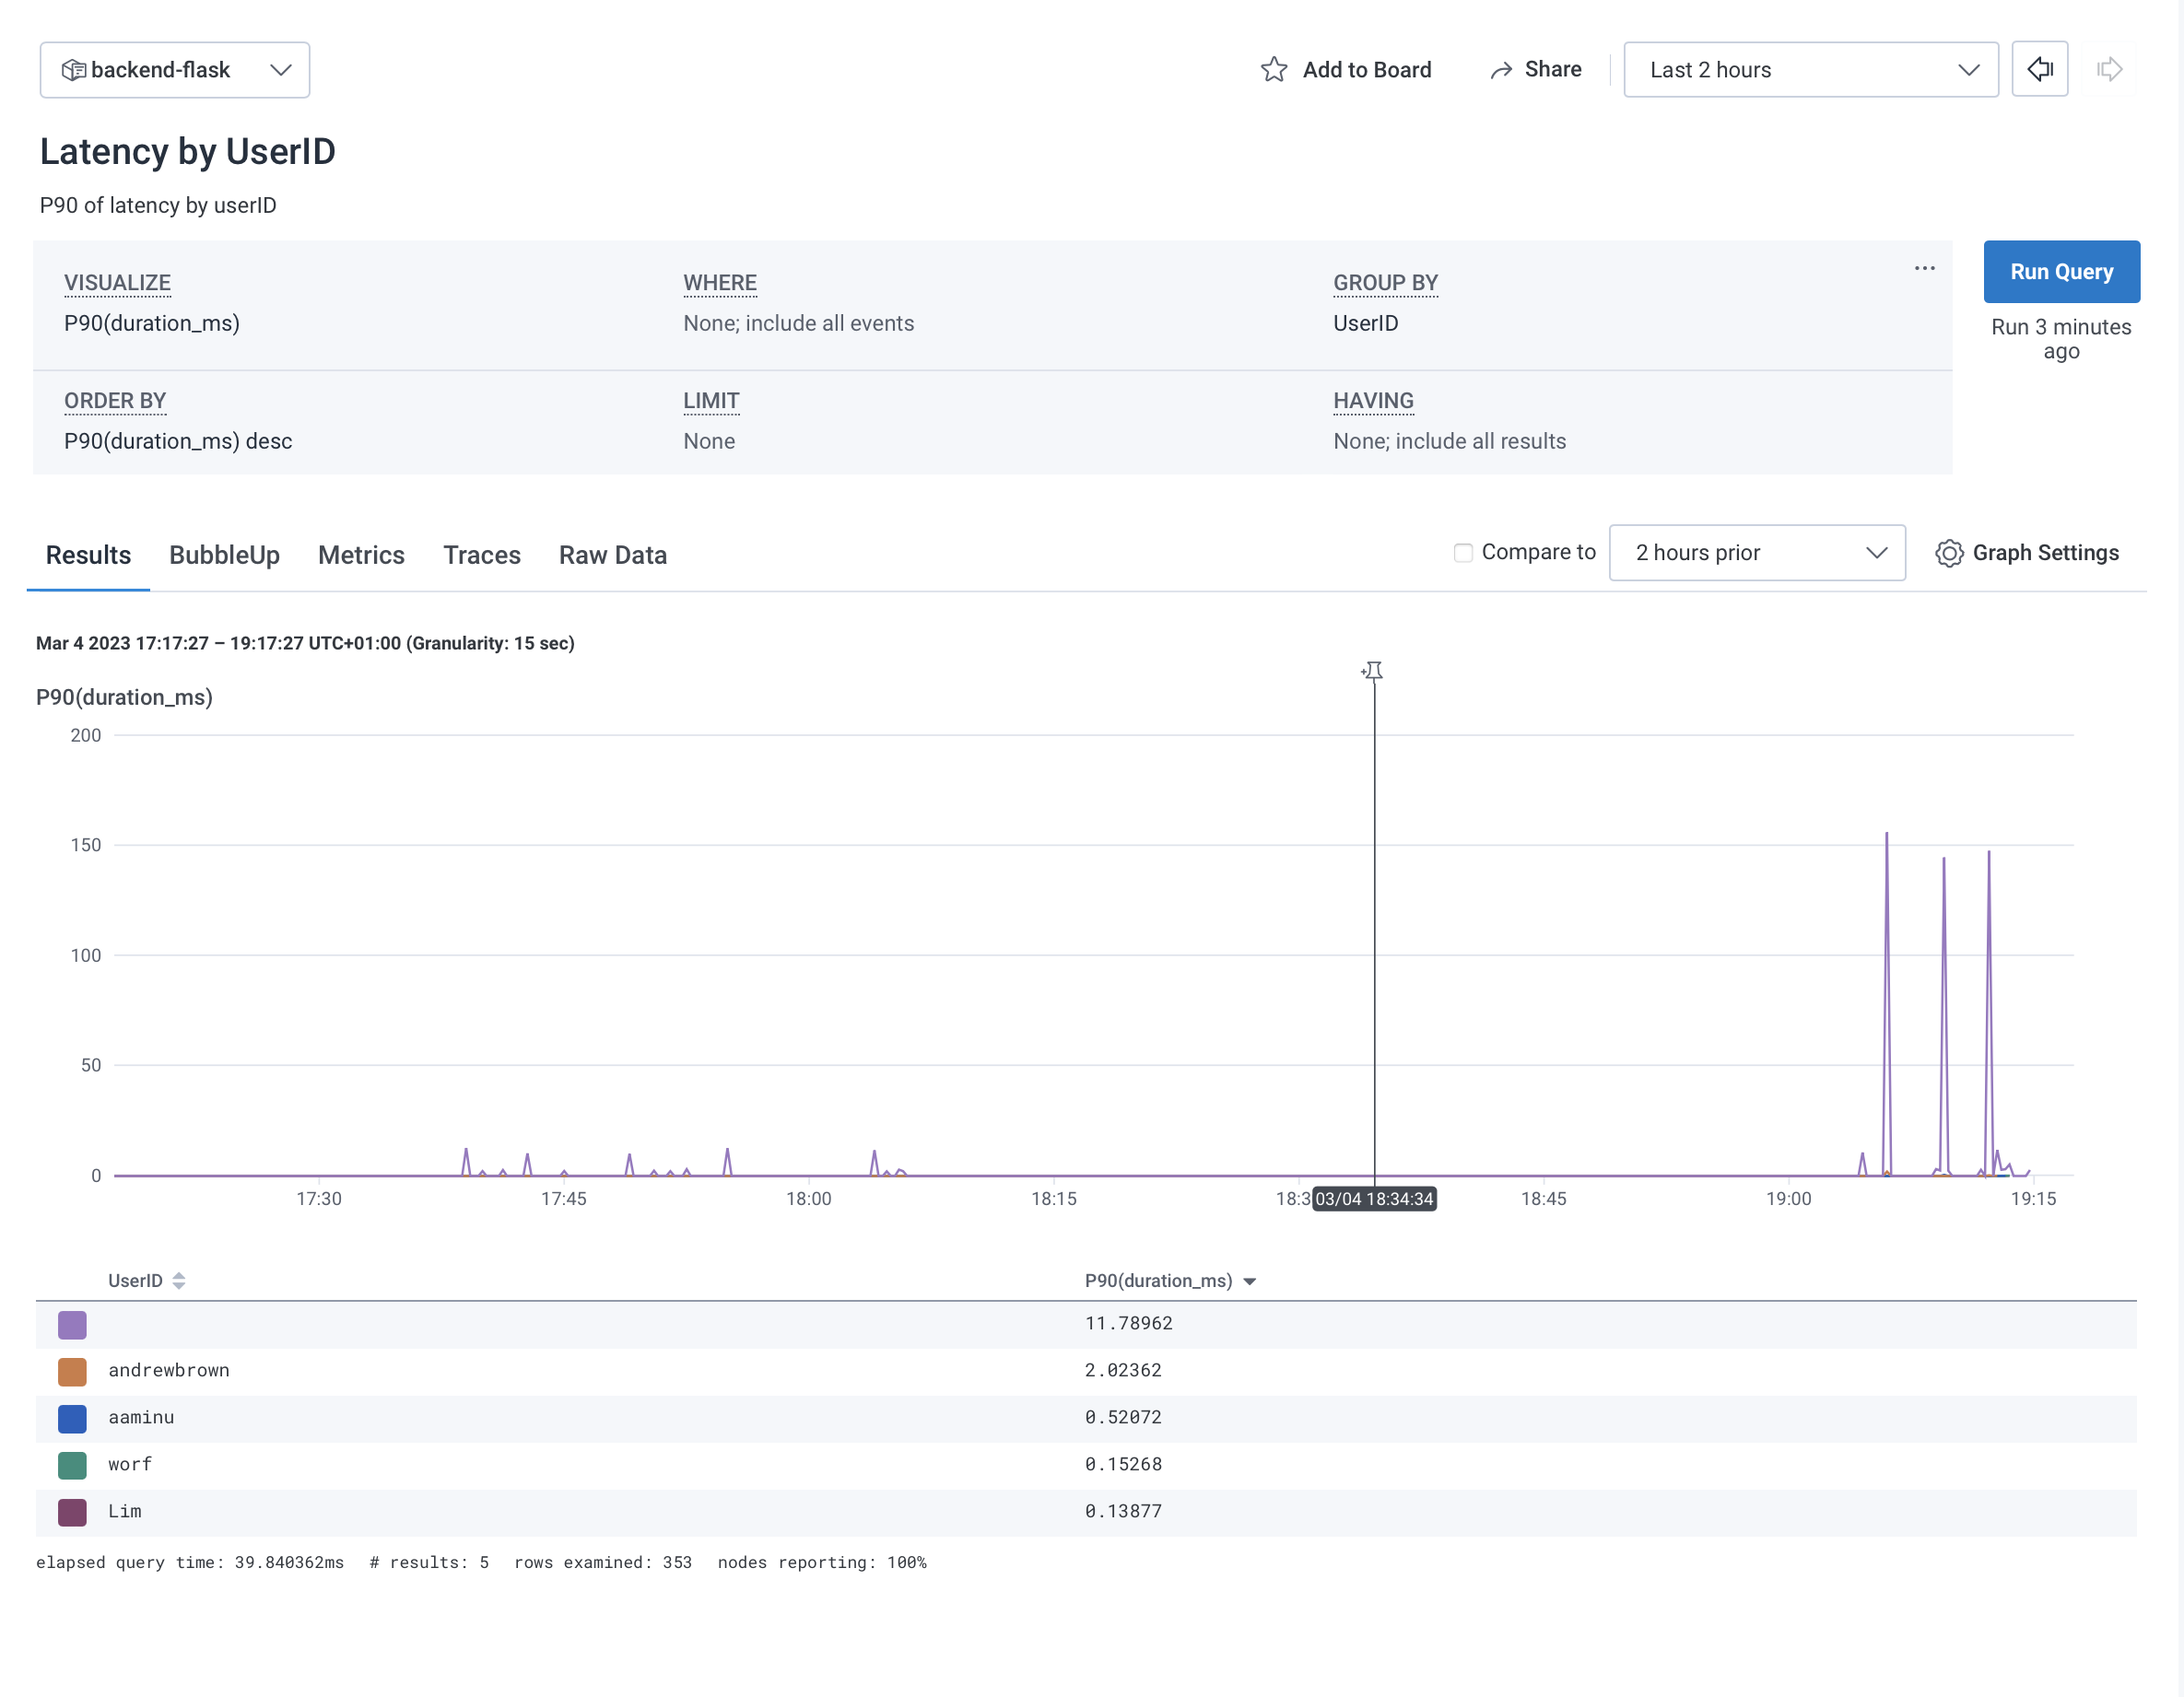 backend-flask
Add to Board
Share
Last 2 hours
Latency by UserID
P90 of latency by userID
VISUALIZE
WHERE
GROUP BY
...
Run Query
P90(duration_ms)
None; include all events
UserID
Run 3 minutes
ago
ORDER BY
LIMIT
HAVING
P90(duration_ms) desc
None
None; include all results
Results
BubbleUp
Metrics
Traces
Raw Data
Compare to
2 hours prior
Graph Settings
Mar 4 2023 17:17:27 – 19:17:27 UTC+01:00 (Granularity: 15 sec)
P90(duration_ms)
200
150
100
50
0
17:30
17:45
18:00
18:15
18:3
03/04 18:34:34
18:45
19:00
19:15
UserID
P90(duration_ms)
11.78962
andrewbrown
2.02362
aaminu
0.52072
worf
0.15268
Lim
0.13877
elapsed query time: 39.840362ms # results: 5 rows examined: 353 nodes reporting: 100%